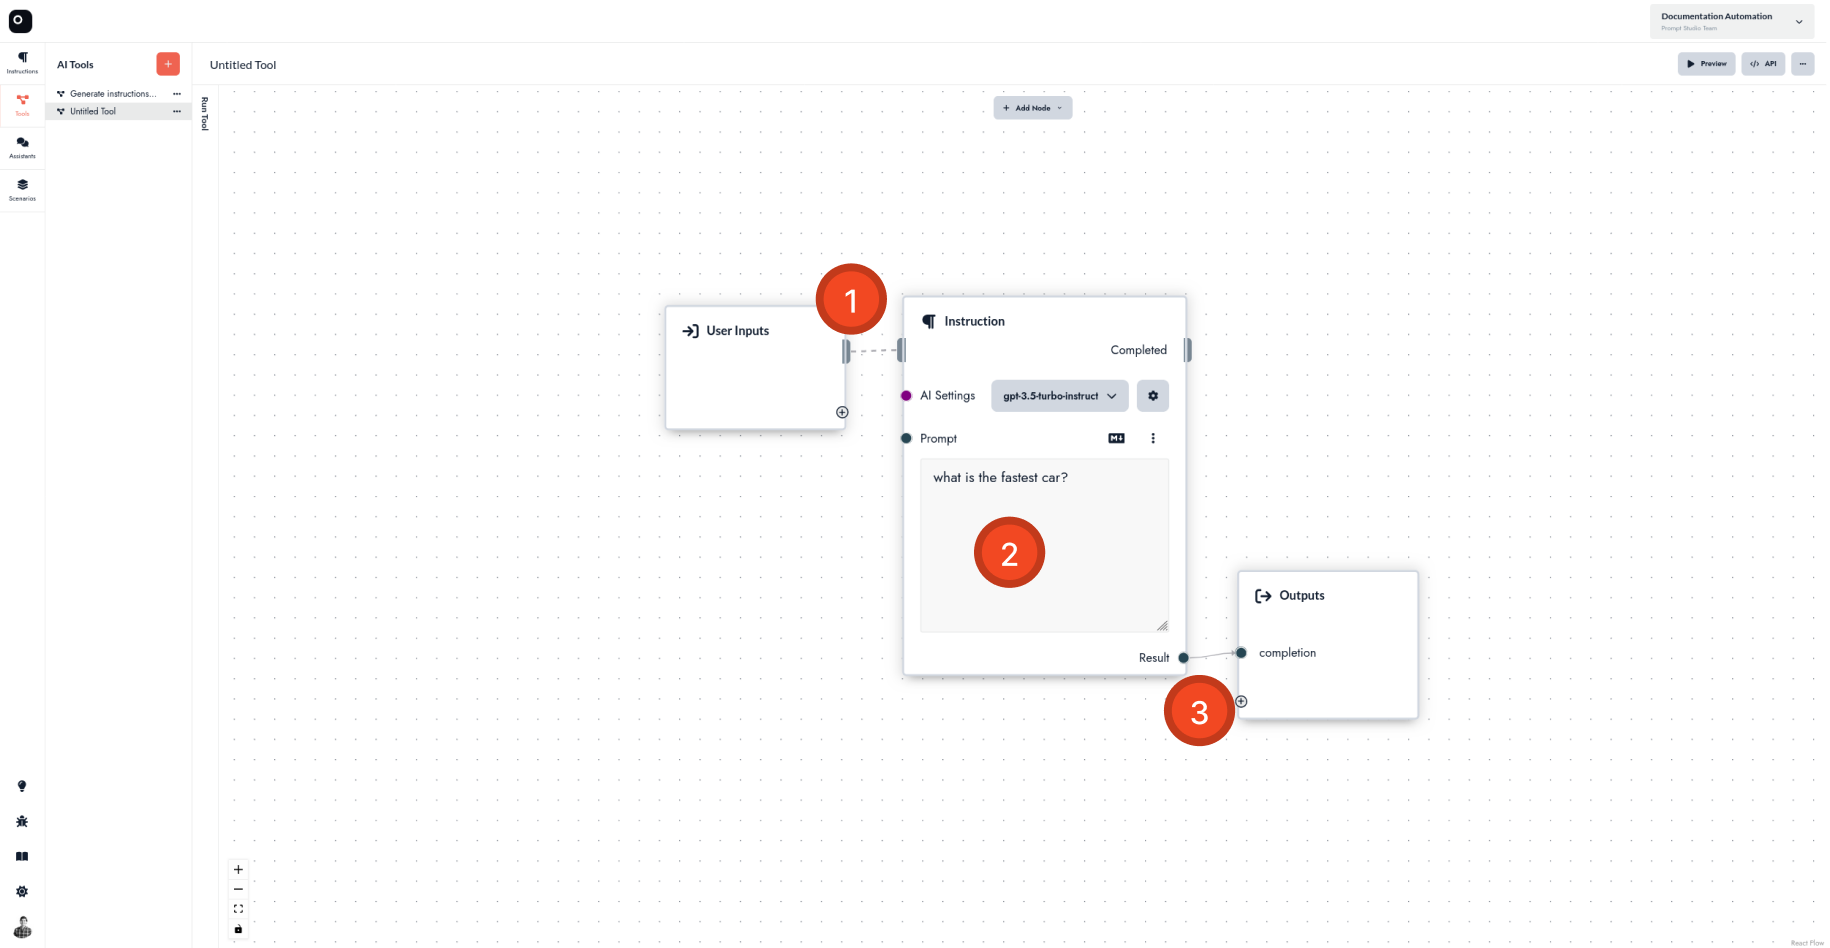 Documentation Automation
Prompt Studio Team
Instructions
AI Tools
+
Untitled Tool
Preview
</> API
...
Generate instructions...
Untitled Tool
Tools
Run Tool
+ Add Node
Assistants
Scenarios
1
User Inputs
Instruction
Completed
AI Settings
gpt-3.5-turbo-instruct
Prompt
M↓
what is the fastest car?
2
Outputs
Result
completion
3
React Flow